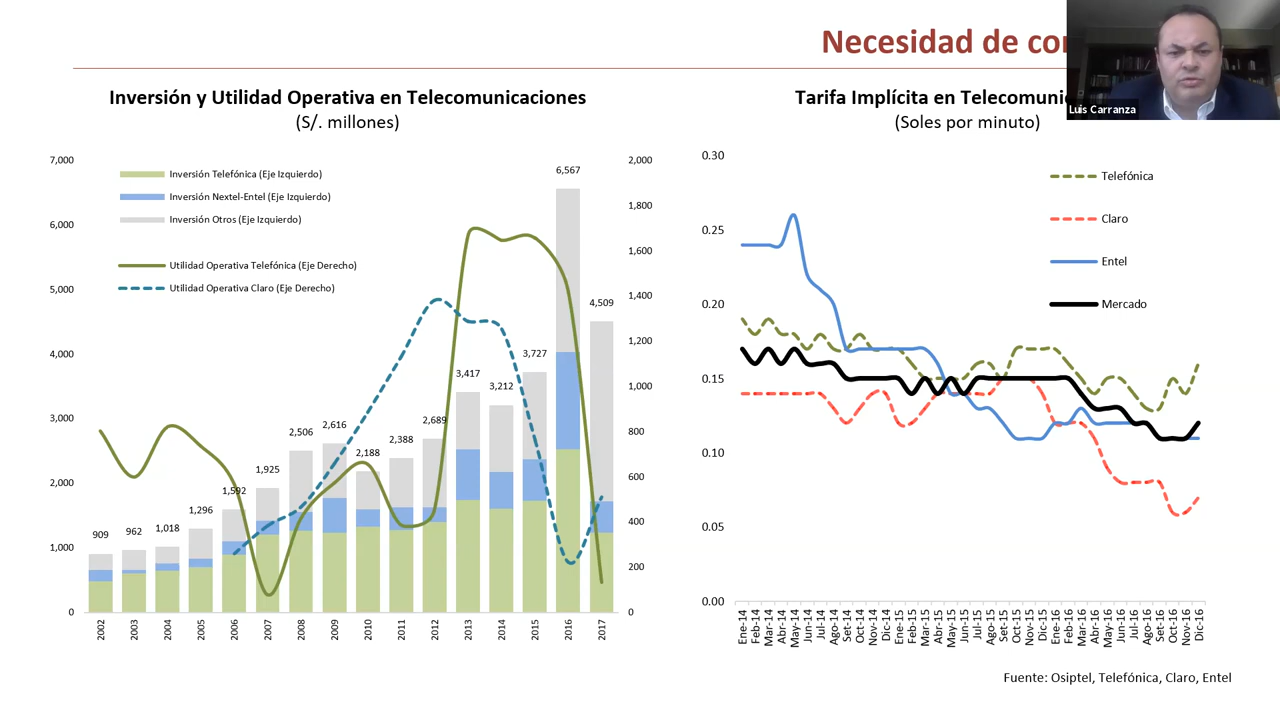 Necesidad de
Luis Carranza
Inversión y Utilidad Operativa en Telecomunicaciones
(S/. millones)
7,000
6,000
5,000
4,000
3,000
2,000
1,000
0
2,000
1,800
1,600
1,400
1,200
1,000
800
600
400
200
0
Inversión Telefónica (Eje Izquierdo)
Inversión Nextel-Entel (Eje Izquierdo)
Inversión Otros (Eje Izquierdo)
Utilidad Operativa Telefónica (Eje Derecho)
Utilidad Operativa Claro (Eje Derecho)
909
962
1,018
1,296
1,592
1,925
2,506
2,616
2,188
2,388
2,689
3,417
3,212
3,727
6,567
4,509
2002
2003
2004
2005
2006
2007
2008
2009
2010
2011
2012
2013
2014
2015
2016
2017
Tarifa Implícita en
(Soles por minuto)
0.30
0.25
0.20
0.15
0.10
0.05
0.00
Telefónica
Claro
Entel
Mercado
Ene-14
Feb-14
Mar-14
Abr-14
May-14
Jun-14
Jul-14
Ago-14
Set-14
Oct-14
Nov-14
Dic-14
Ene-15
Feb-15
Mar-15
Abr-15
May-15
Jun-15
Jul-15
Ago-15
Set-15
Oct-15
Nov-15
Dic-15
Ene-16
Feb-16
Mar-16
Abr-16
May-16
Jun-16
Jul-16
Ago-16
Set-16
Oct-16
Nov-16
Dic-16
Fuente: Osiptel, Telefónica, Claro, Entel